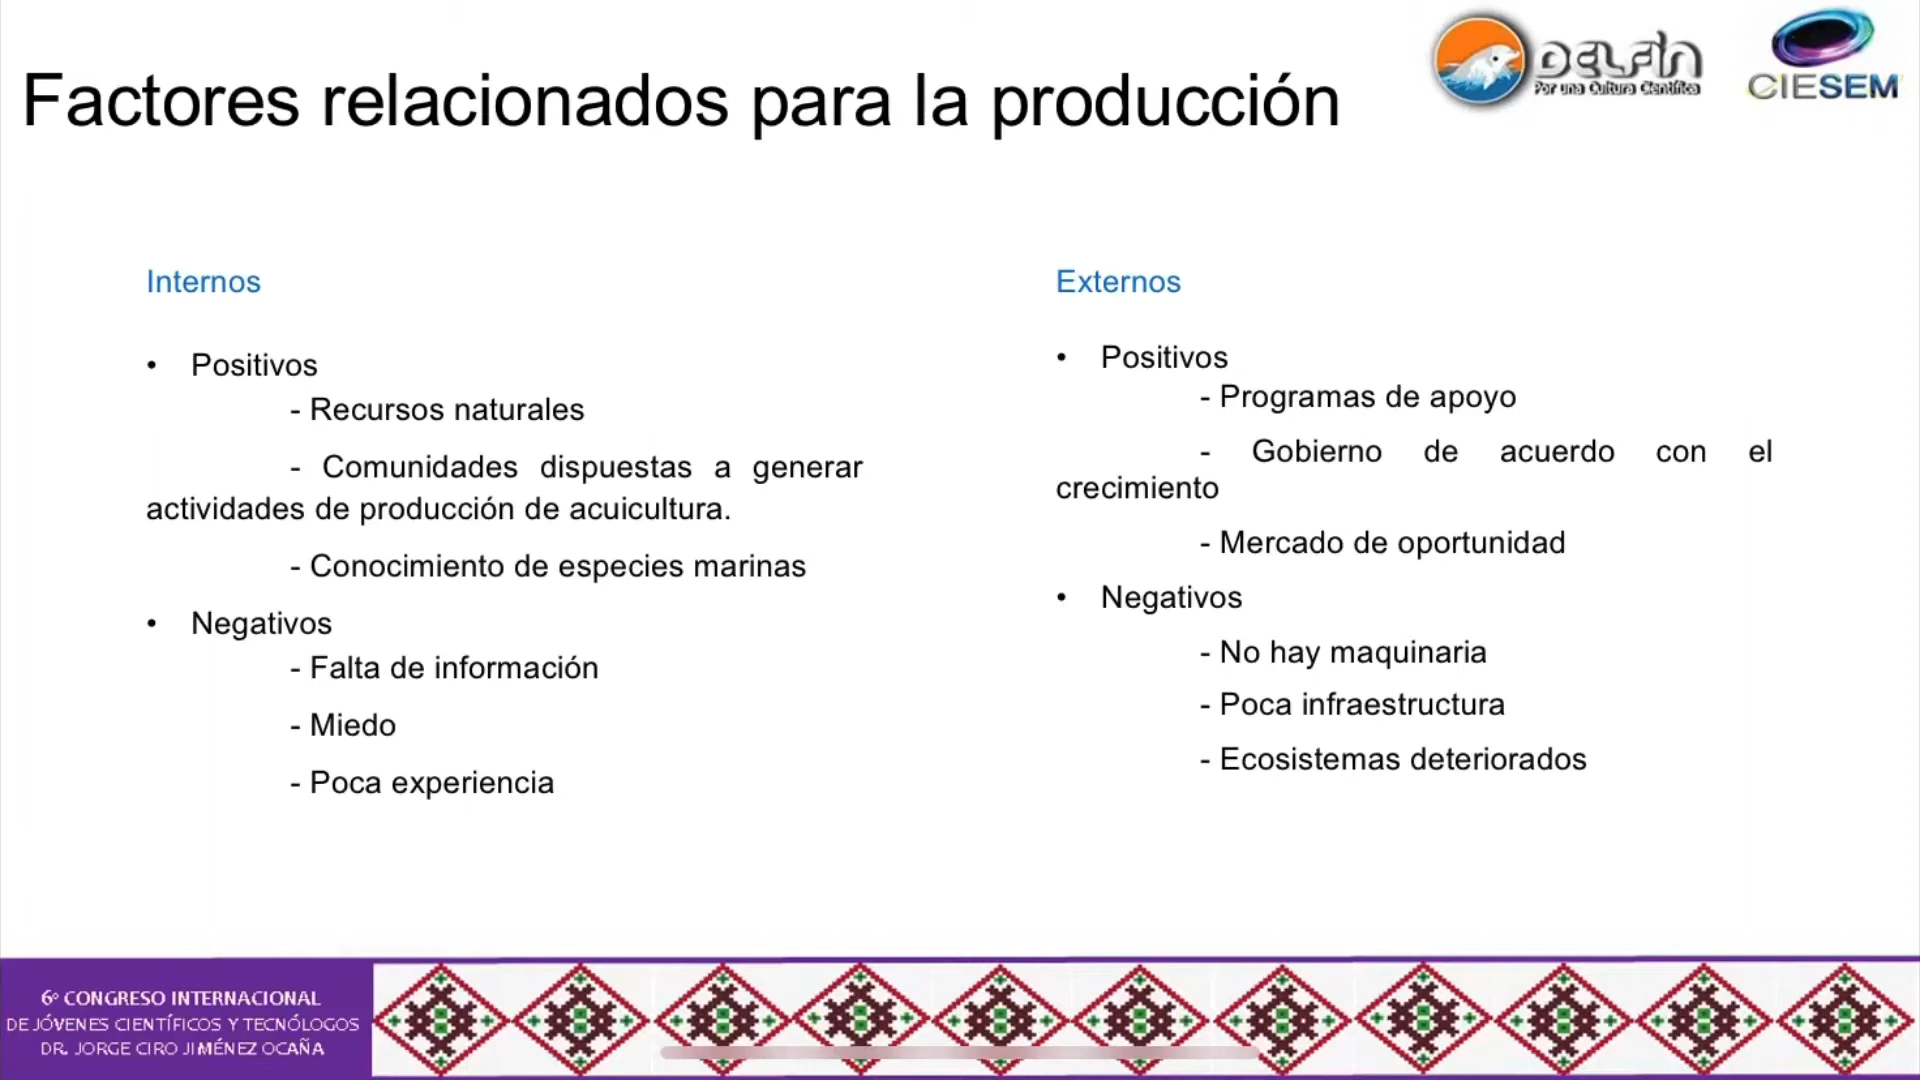 DELFIN
Por una Cultura Científica
CIESEM
Factores relacionados para la producción
Internos
• Positivos
- Recursos naturales
- Comunidades dispuestas a generar
actividades de producción de acuicultura.
- Conocimiento de especies marinas
• Negativos
- Falta de información
- Miedo
- Poca experiencia
Externos
• Positivos
- Programas de apoyo
- Gobierno de acuerdo con el
crecimiento
- Mercado de oportunidad
• Negativos
- No hay maquinaria
- Poca infraestructura
- Ecosistemas deteriorados
6º CONGRESO INTERNACIONAL
DE JÓVENES CIENTÍFICOS Y TECNÓLOGOS
DR. JORGE CIRO JIMÉNEZ OCAÑA